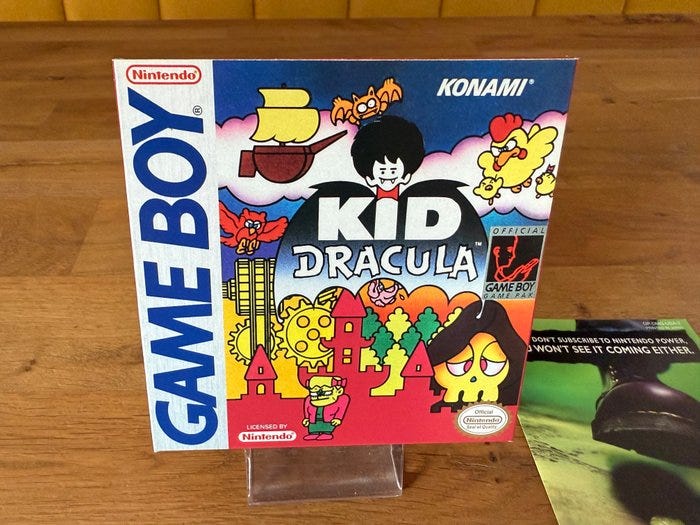 Nintendo®
GAME BOY®
KONAMI®
KID
DRACULA™
OFFICIAL
GAME BOY
GAME PAK
LICENSED BY
Nintendo®
Official
Nintendo
Seal of Quality
DON'T SUBSCRIBE TO NINTENDO POWER,
WON'T SEE IT COMING EITHER.